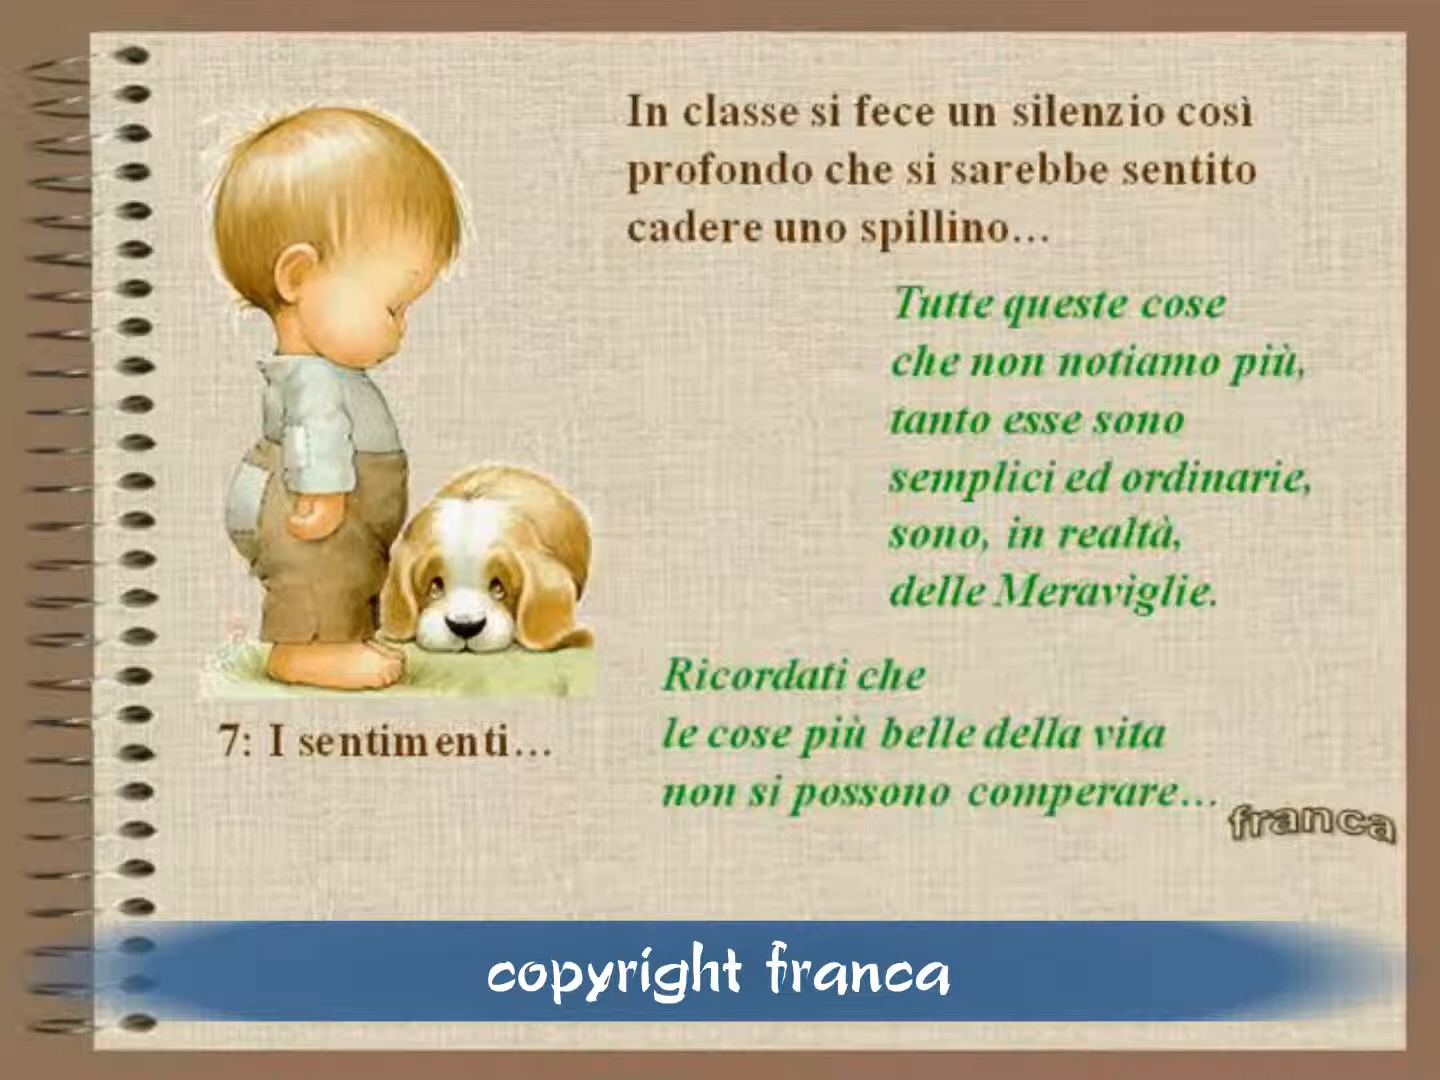 In classe si fece un silenzio così
profondo che si sarebbe sentito
cadere uno spillino...
Tutte queste cose
che non notiamo più,
tanto esse sono
semplici ed ordinarie,
sono, in realtà,
delle Meraviglie.
Ricordati che
le cose più belle della vita
non si possono comperare...
7: I sentimenti...
franca
copyright franca